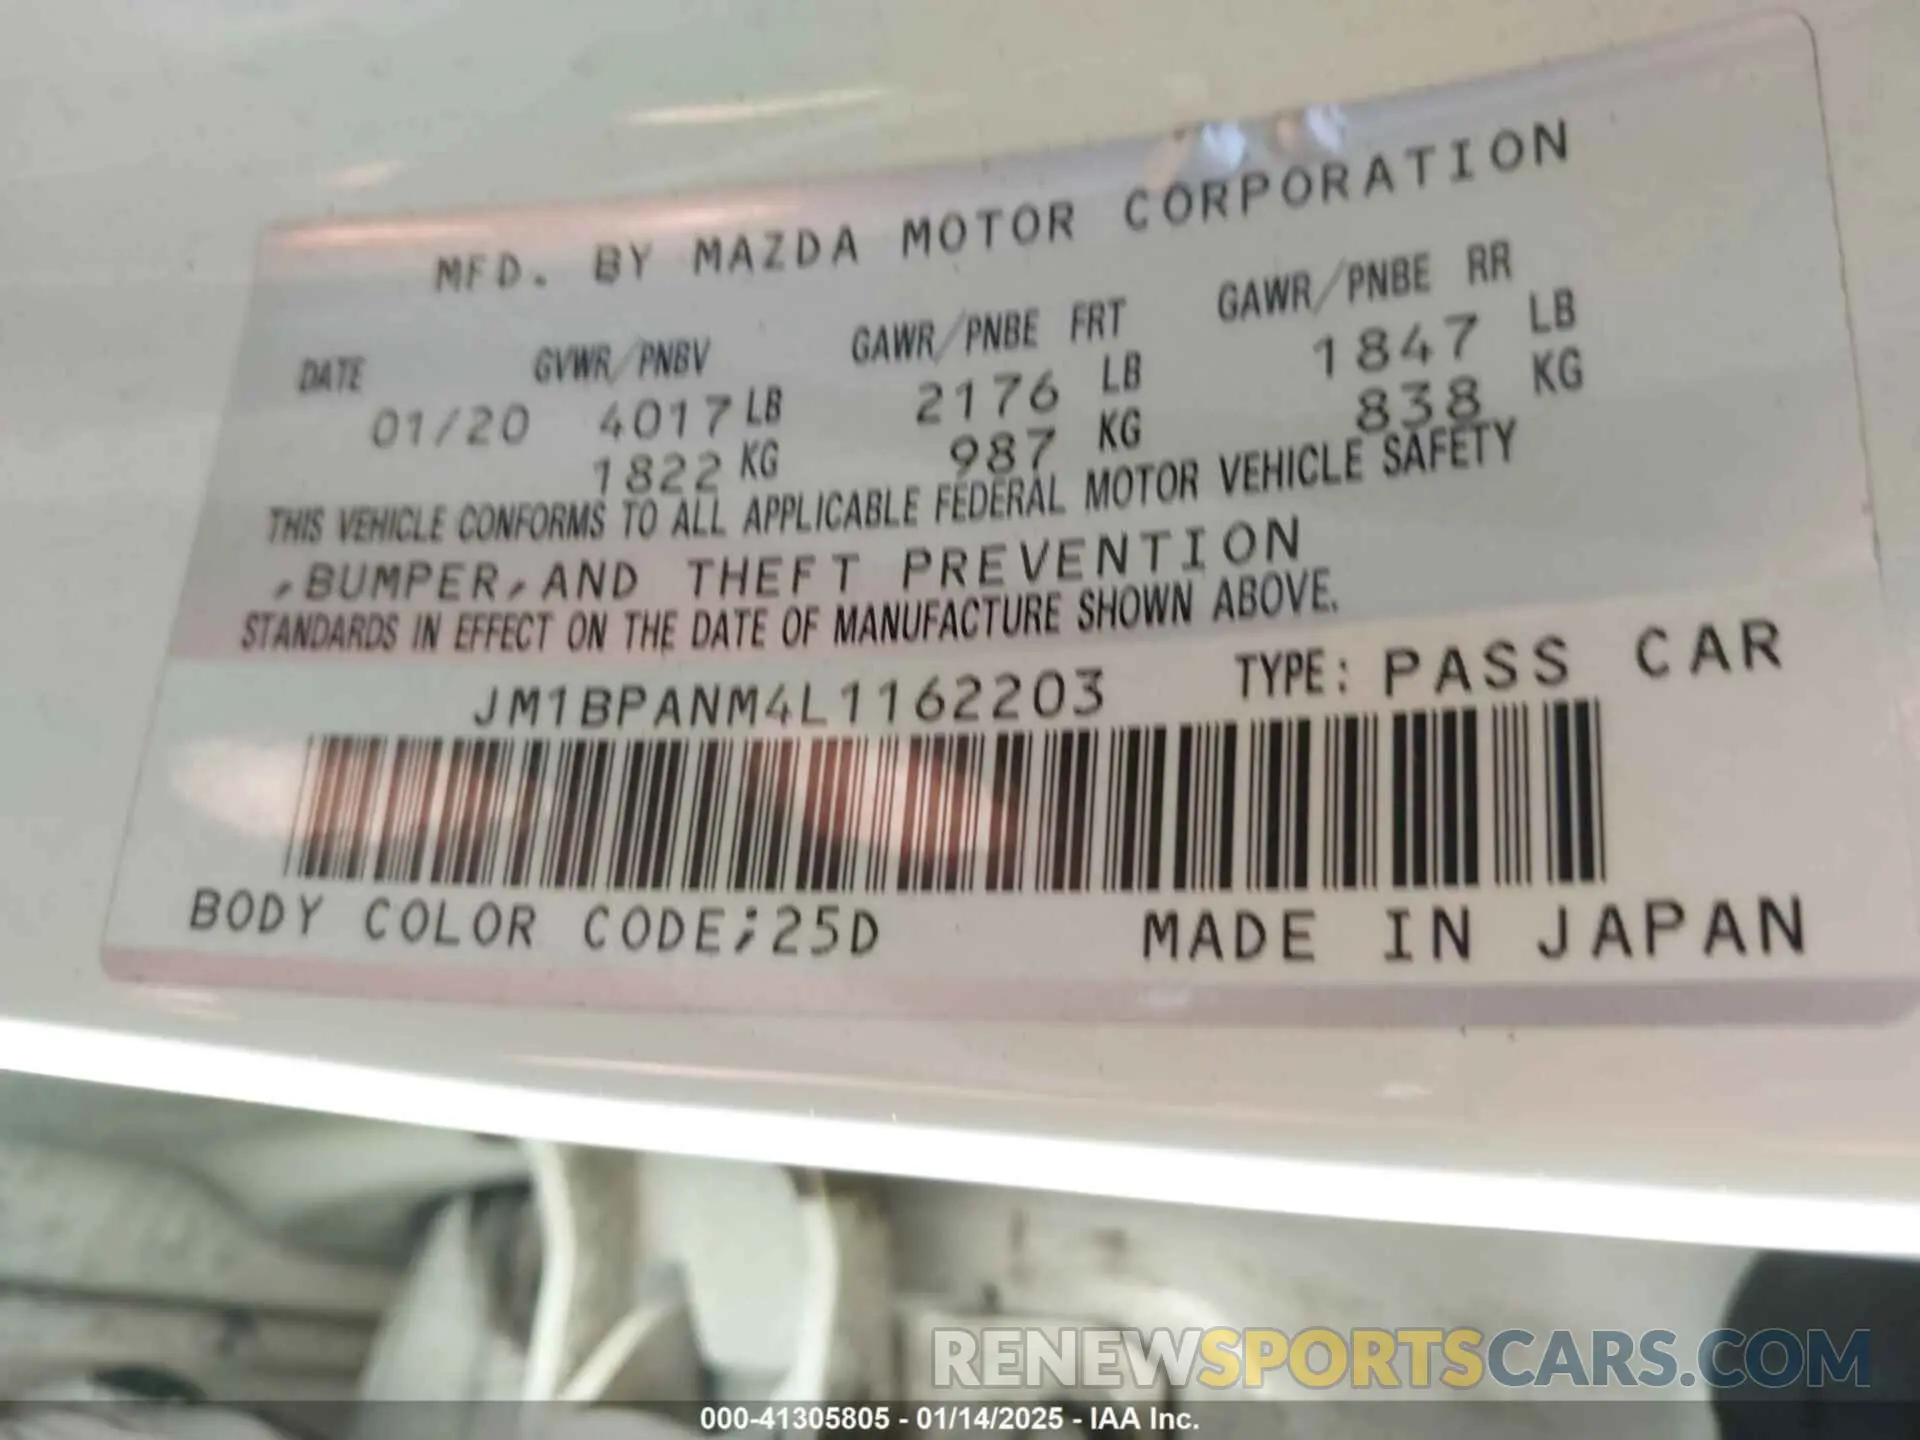 MFD. BY MAZDA MOTOR CORPORATION
DATE GVWR/PNBV GAWR/PNBE FRT GAWR/PNBE RR
01/20 4017 LB 2176 LB 1847 LB
1822 KG 987 KG 838 KG
THIS VEHICLE CONFORMS TO ALL APPLICABLE FEDERAL MOTOR VEHICLE SAFETY
,BUMPER,AND THEFT PREVENTION
STANDARDS IN EFFECT ON THE DATE OF MANUFACTURE SHOWN ABOVE.
JM1BPANM4L1162203 TYPE: PASS CAR
BODY COLOR CODE;25D MADE IN JAPAN
RENEWSPORTSCARS.COM
000-41305805 - 01/14/2025 - IAA Inc.